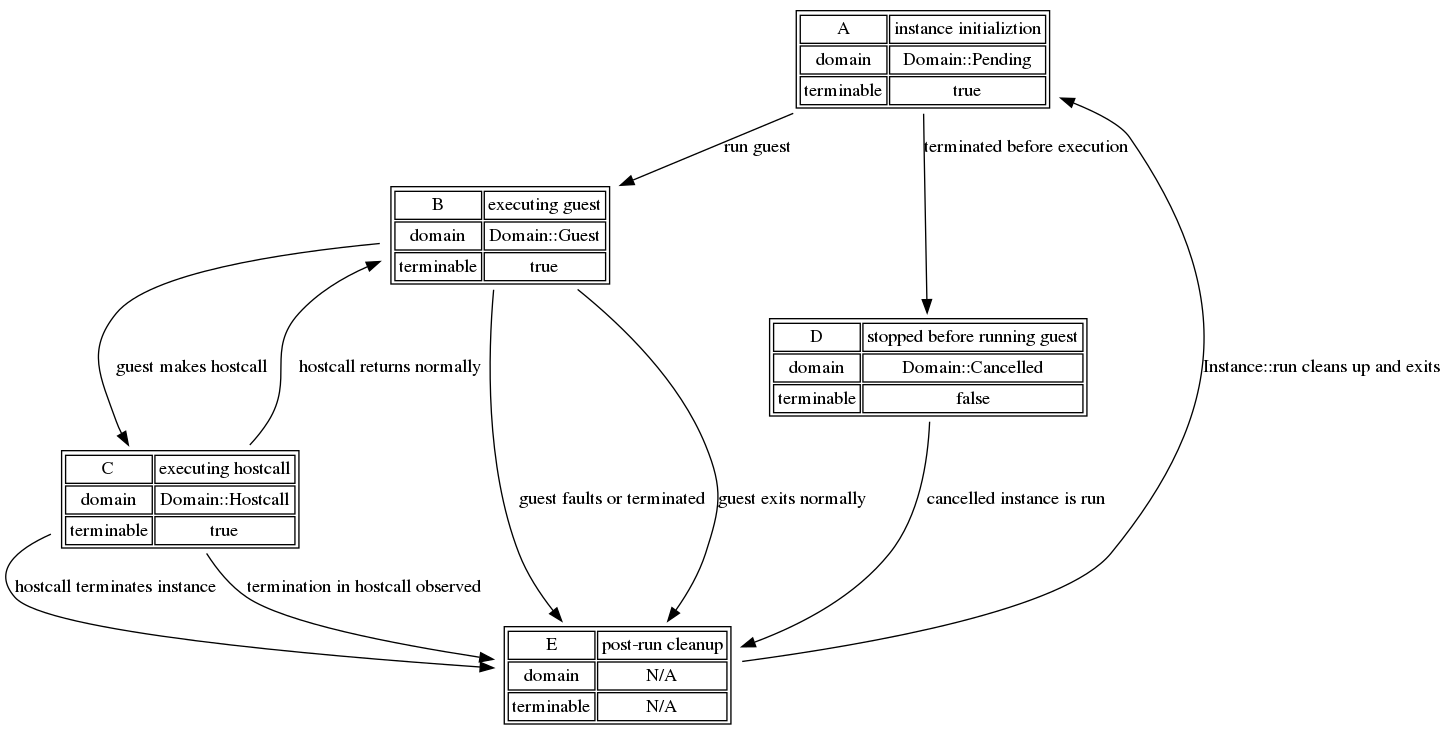 A instance initializtion
domain Domain::Pending
terminable true
run guest
terminated before execution
B executing guest
domain Domain::Guest
terminable true
D stopped before running guest
domain Domain::Cancelled
terminable false
guest makes hostcall
hostcall returns normally
Instance::run cleans up and exits
C executing hostcall
domain Domain::Hostcall
terminable true
guest faults or terminated
guest exits normally
cancelled instance is run
hostcall terminates instance
termination in hostcall observed
E post-run cleanup
domain N/A
terminable N/A